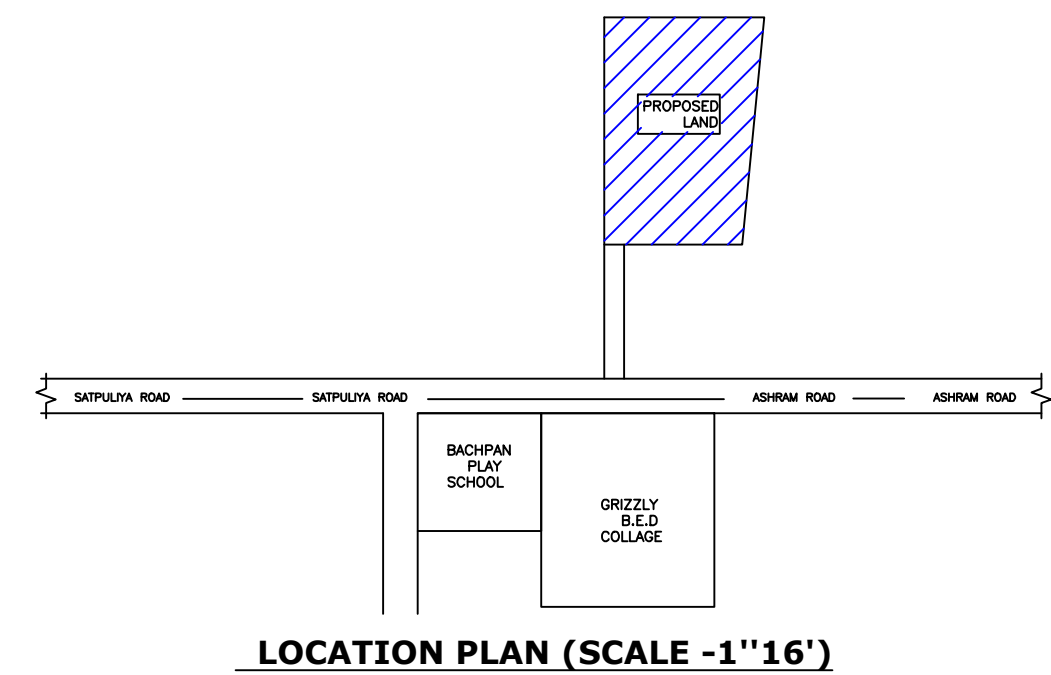 PROPOSED
LAND
SATPULIYA ROAD
SATPULIYA ROAD
ASHRAM ROAD
ASHRAM ROAD
BACHPAN
PLAY
SCHOOL
GRIZZLY
B.E.D
COLLAGE
LOCATION PLAN (SCALE -1''16')